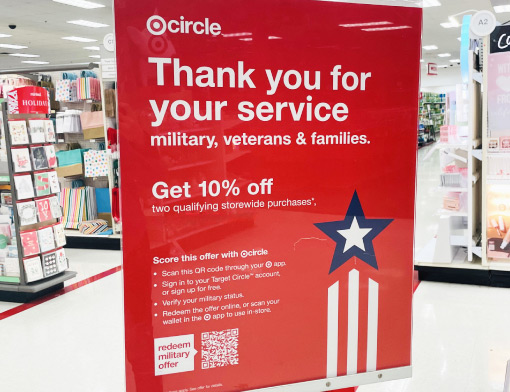 circle
Thank you for
your service
military, veterans & families.
Get 10% off
two qualifying storewide purchases*,
Score this offer with circle
• Scan this QR code through your app.
• Sign in to your Target Circle™ account,
or sign up for free.
• Verify your military status.
• Redeem the offer online, or scan your
wallet in the app to use in-store.
redeem
military
offer
A2
HOLIDAY